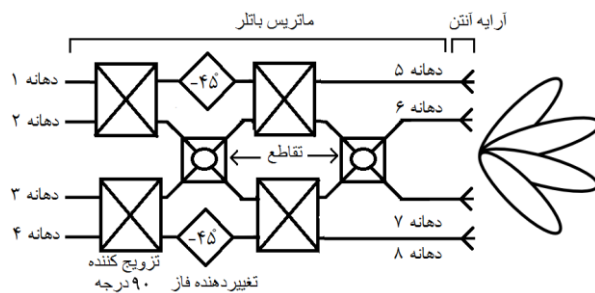 آرایه آنتن
ماتریس باتلر
دهانه ۱
-۴۵°
دهانه ۵
دهانه ۲
دهانه ۶
تقاطع
دهانه ۳
دهانه ۷
دهانه ۴
-۴۵°
دهانه ۸
تزویج کننده
۹۰ درجه
تغییردهنده فاز